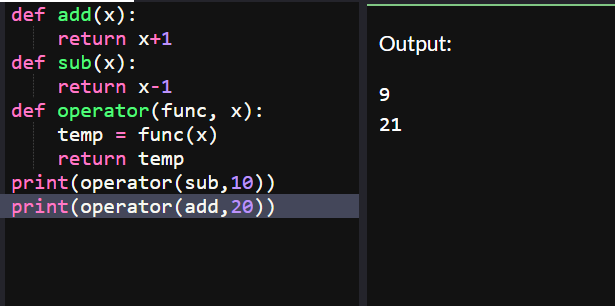 def add(x):
    return x+1
def sub(x):
    return x-1
def operator(func, x):
    temp = func(x)
    return temp
print(operator(sub,10))
print(operator(add,20))
Output:
9
21